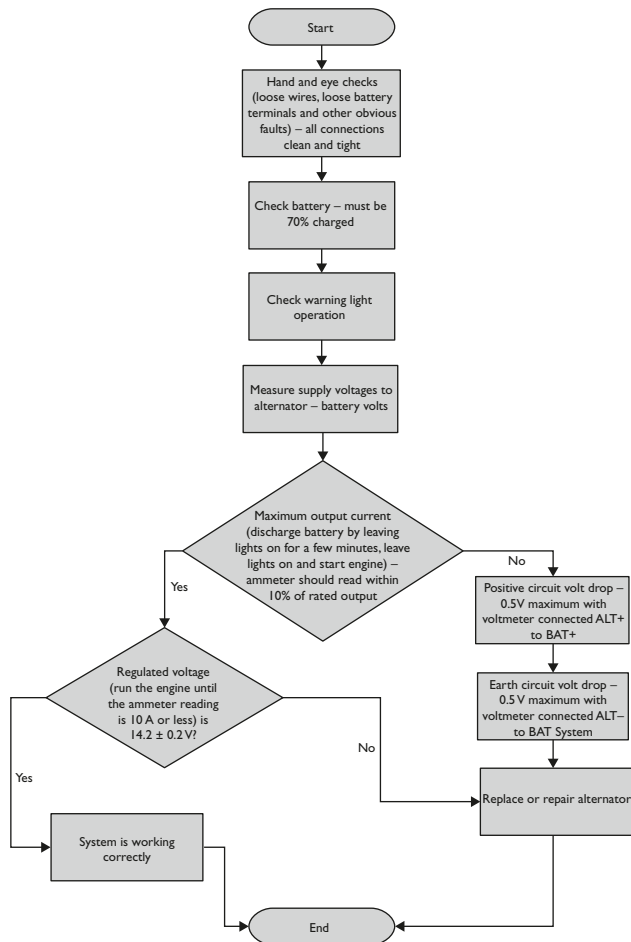 Start
Hand and eye checks
(loose wires, loose battery
terminals and other obvious
faults) – all connections
clean and tight
Check battery – must be
70% charged
Check warning light
operation
Measure supply voltages to
alternator – battery volts
Maximum output current
(discharge battery by leaving
lights on for a few minutes, leave
lights on and start engine) –
ammeter should read within
10% of rated output
Yes
No
Positive circuit volt drop –
0.5V maximum with
voltmeter connected ALT+
to BAT+
Regulated voltage
(run the engine until
the ammeter reading
is 10 A or less) is
14.2 ± 0.2 V?
Earth circuit volt drop –
0.5 V maximum with
voltmeter connected ALT–
to BAT System
Yes
No
Replace or repair alternator
System is working
correctly
End